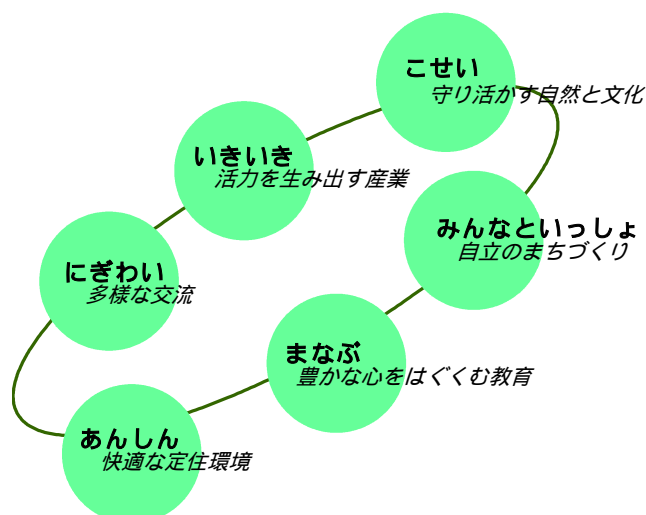 こせい
守り活かす自然と文化
いきいき
活力を生み出す産業
みんなといっしょ
自立のまちづくり
にぎわい
多様な交流
まなぶ
豊かな心をはぐくむ教育
あんしん
快適な定住環境